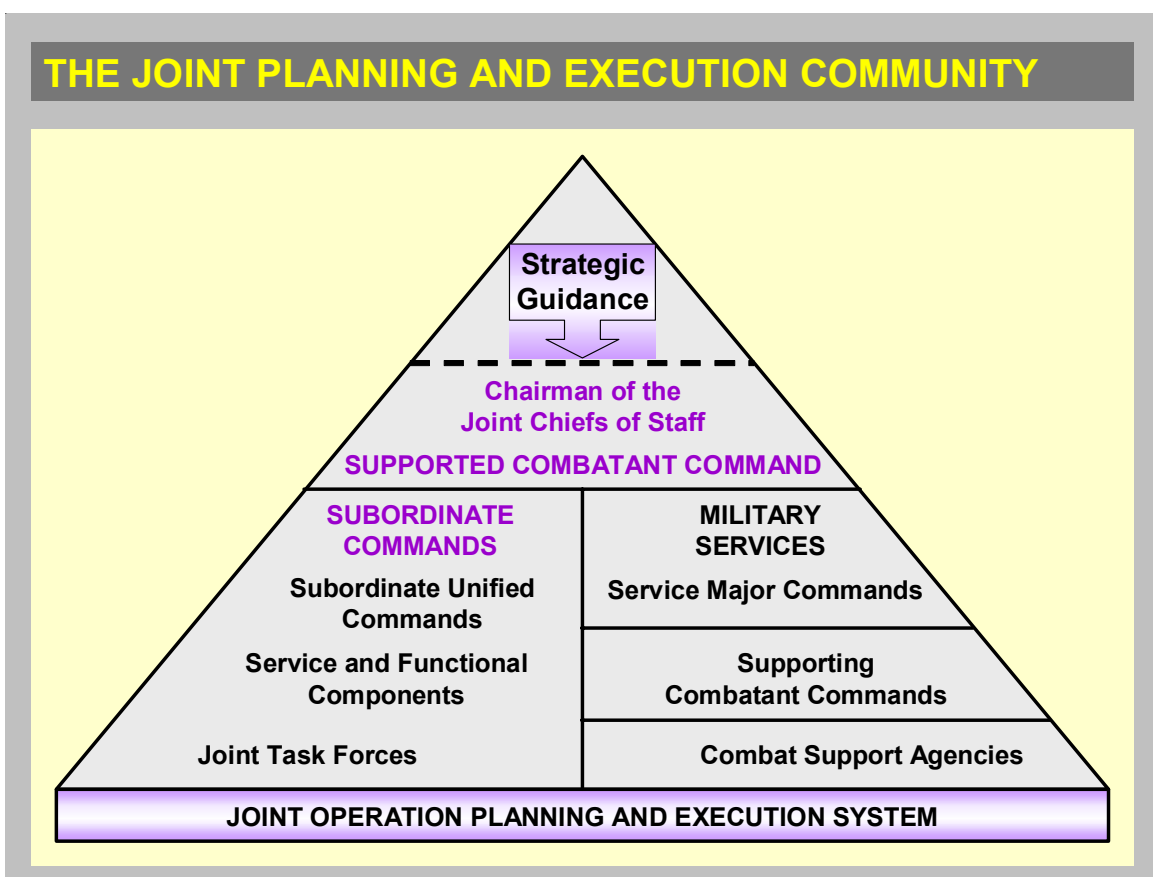 THE JOINT PLANNING AND EXECUTION COMMUNITY
Strategic
Guidance
Chairman of the
Joint Chiefs of Staff
SUPPORTED COMBATANT COMMAND
SUBORDINATE
COMMANDS
Subordinate Unified
Commands
Service and Functional
Components
Joint Task Forces
MILITARY
SERVICES
Service Major Commands
Supporting
Combatant Commands
Combat Support Agencies
JOINT OPERATION PLANNING AND EXECUTION SYSTEM